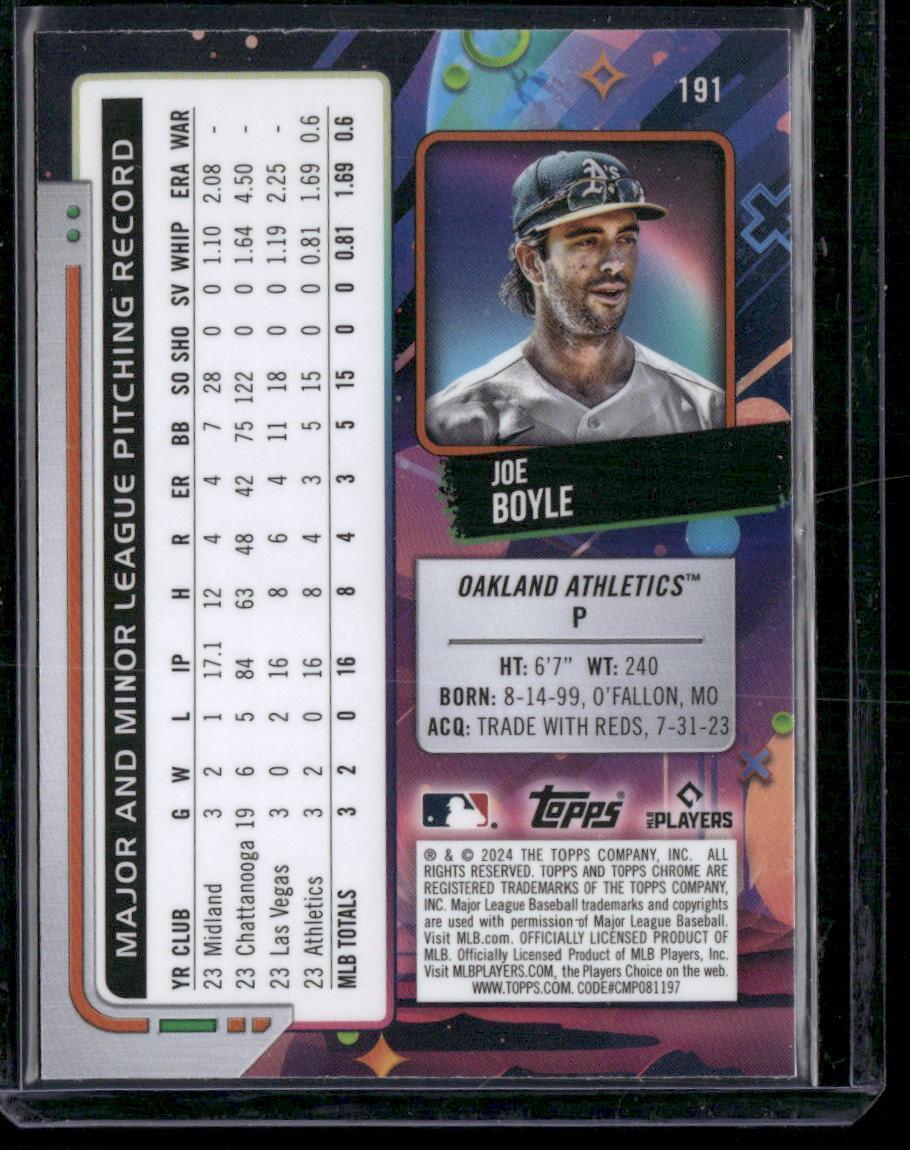 191
A's
JOE
BOYLE
OAKLAND ATHLETICS™
P
HT: 6'7" WT: 240
BORN: 8-14-99, O'FALLON, MO
ACQ: TRADE WITH REDS, 7-31-23
topps®
MLB PLAYERS
® & © 2024 THE TOPPS COMPANY, INC. ALL
RIGHTS RESERVED. TOPPS AND TOPPS CHROME ARE
REGISTERED TRADEMARKS OF THE TOPPS COMPANY,
INC. Major League Baseball trademarks and copyrights
are used with permission of Major League Baseball.
Visit MLB.com. OFFICIALLY LICENSED PRODUCT OF
MLB. Officially Licensed Product of MLB Players, Inc.
Visit MLBPLAYERS.COM, the Players Choice on the web.
WWW.TOPPS.COM. CODE#CMP081197
MAJOR AND MINOR LEAGUE PITCHING RECORD
YR CLUB G W L IP H R ER BB SO SHO SV WHIP ERA WAR
23 Midland 3 2 1 17.1 12 4 4 7 28 0 0 1.10 2.08 -
23 Chattanooga 19 6 5 84 63 48 42 75 122 0 0 1.64 4.50 -
23 Las Vegas 3 0 2 16 8 6 4 11 18 0 0 1.19 2.25 -
23 Athletics 3 2 0 16 8 4 3 5 15 0 0 0.81 1.69 0.6
MLB TOTALS 3 2 0 16 8 4 3 5 15 0 0 0.81 1.69 0.6